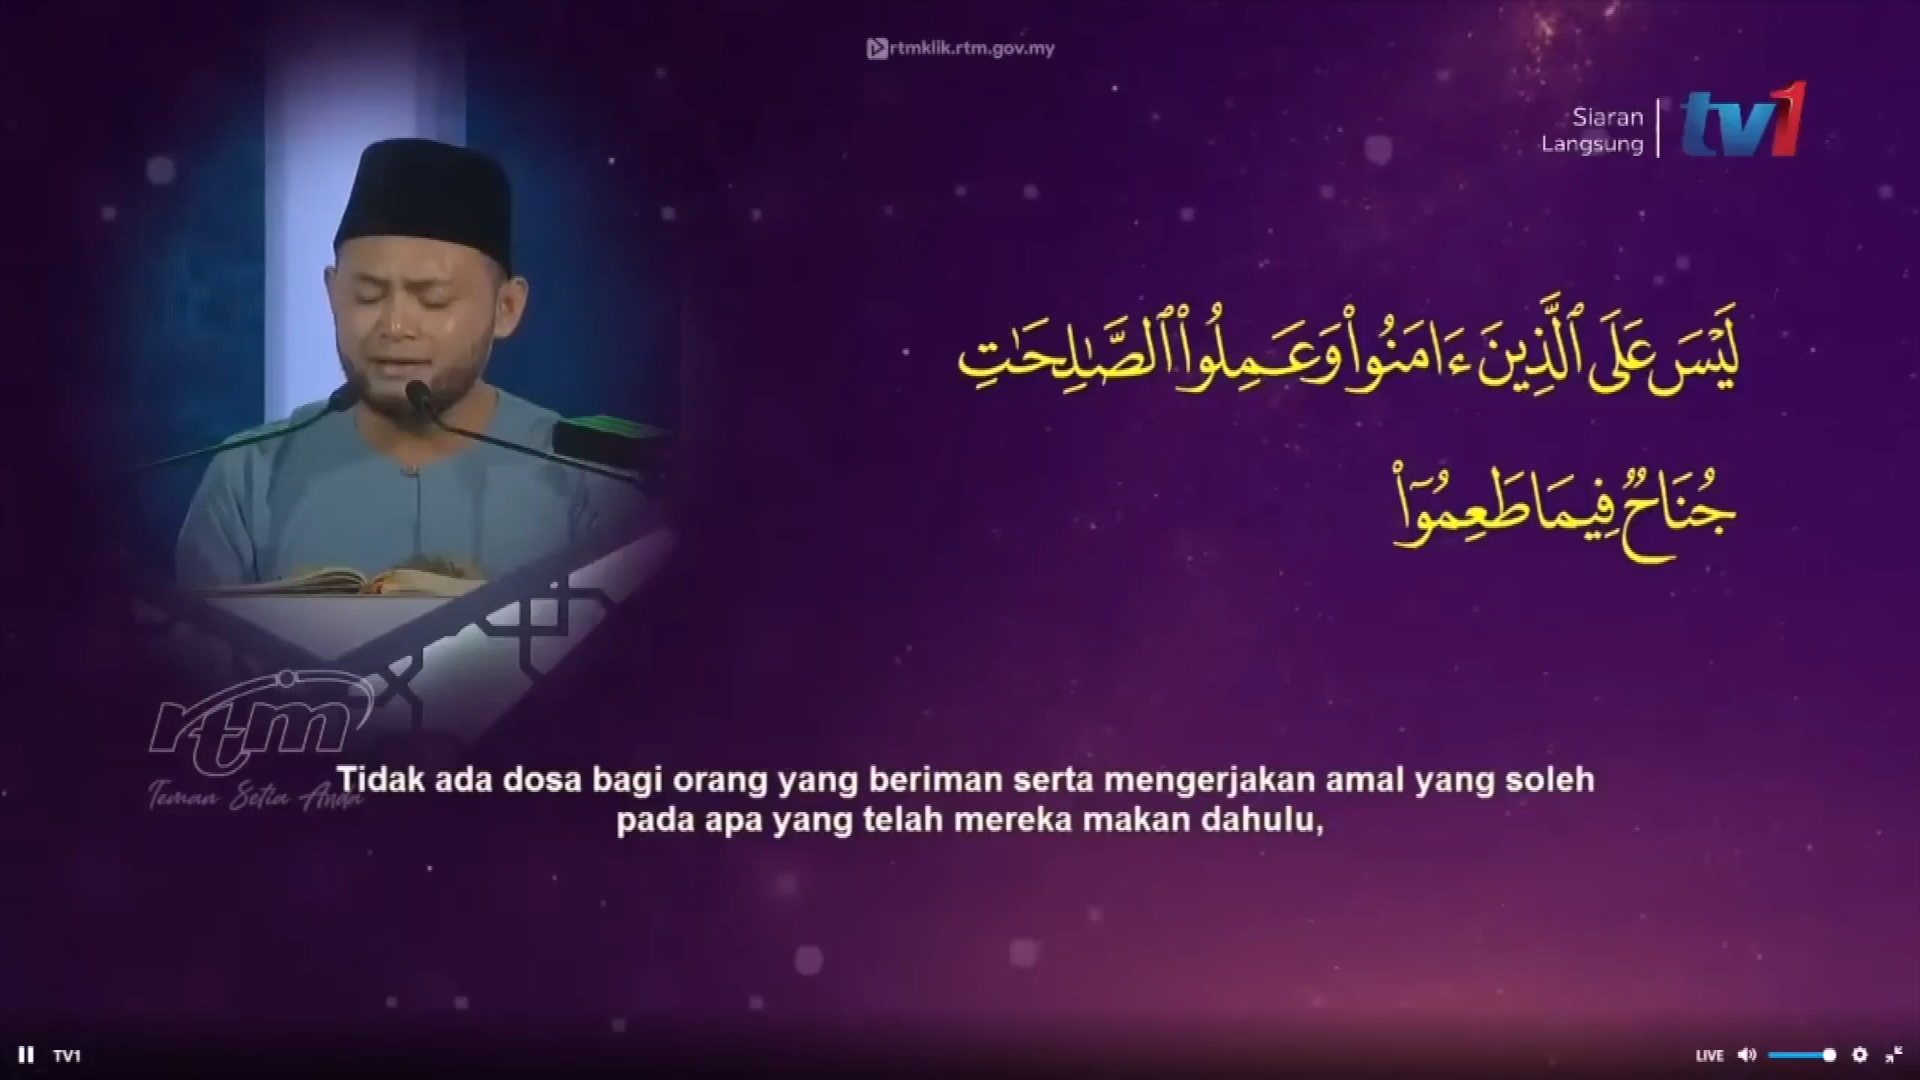 rtmklik.rtm.gov.my
Siaran
Langsung
tv1
لَيْسَ عَلَى ٱلَّذِينَ ءَامَنُوا۟ وَعَمِلُوا۟ ٱلصَّـٰلِحَـٰتِ
جُنَاحٌ فِيمَا طَعِمُوٓا۟
rtm
Teman Setia Anda
Tidak ada dosa bagi orang yang beriman serta mengerjakan amal yang soleh
pada apa yang telah mereka makan dahulu,
TV1
LIVE